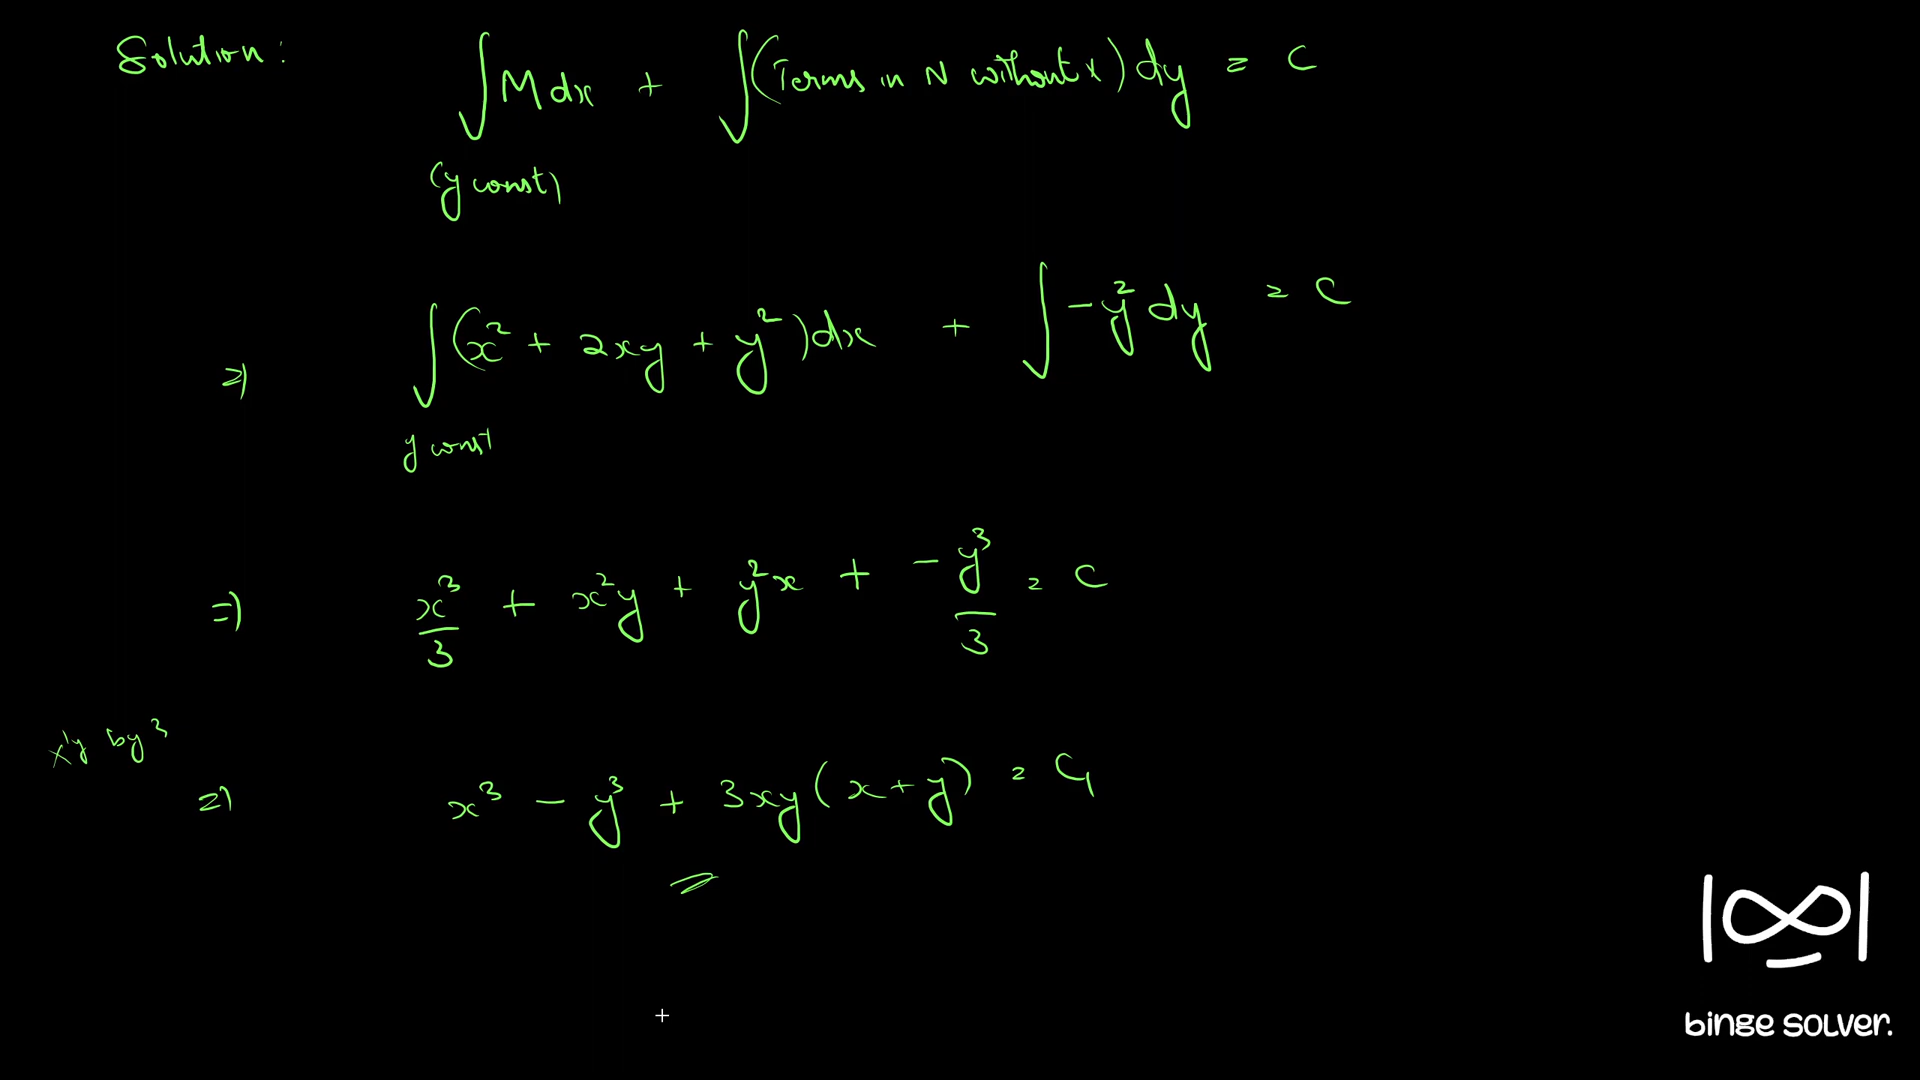 Solution : ∫ M dx + ∫ (Terms in N without x) dy = C
(y const)
⇒ ∫ (x² + 2xy + y²) dx + ∫ -y² dy = C
y const
⇒ x³/3 + x²y + y²x + -y³/3 = C
x'y by 3
⇒ x³ - y³ + 3xy(x + y) = C₁
binge solver.